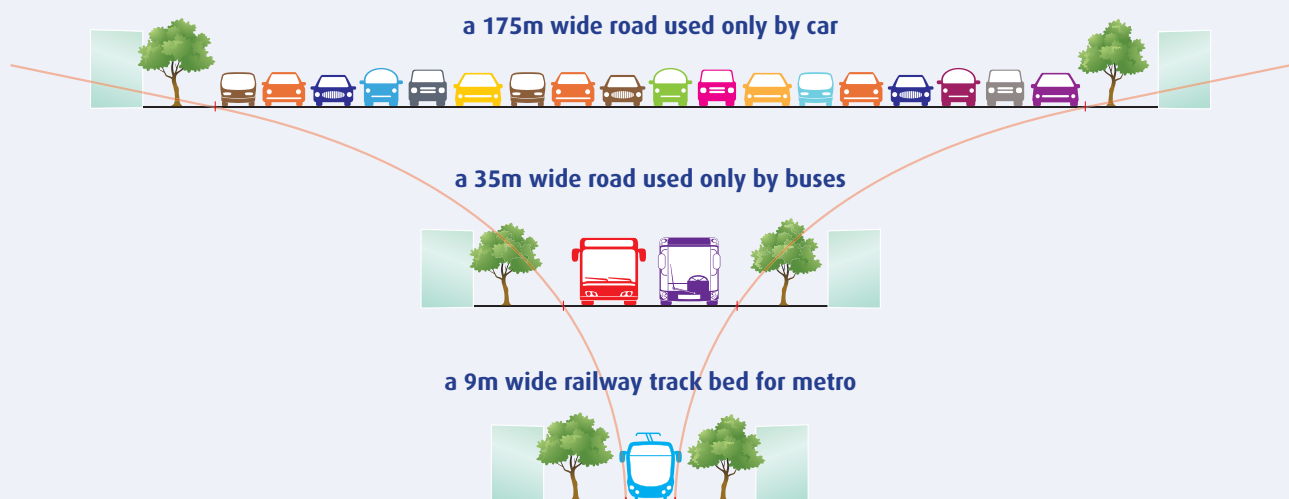 a 175m wide road used only by car
a 35m wide road used only by buses
a 9m wide railway track bed for metro